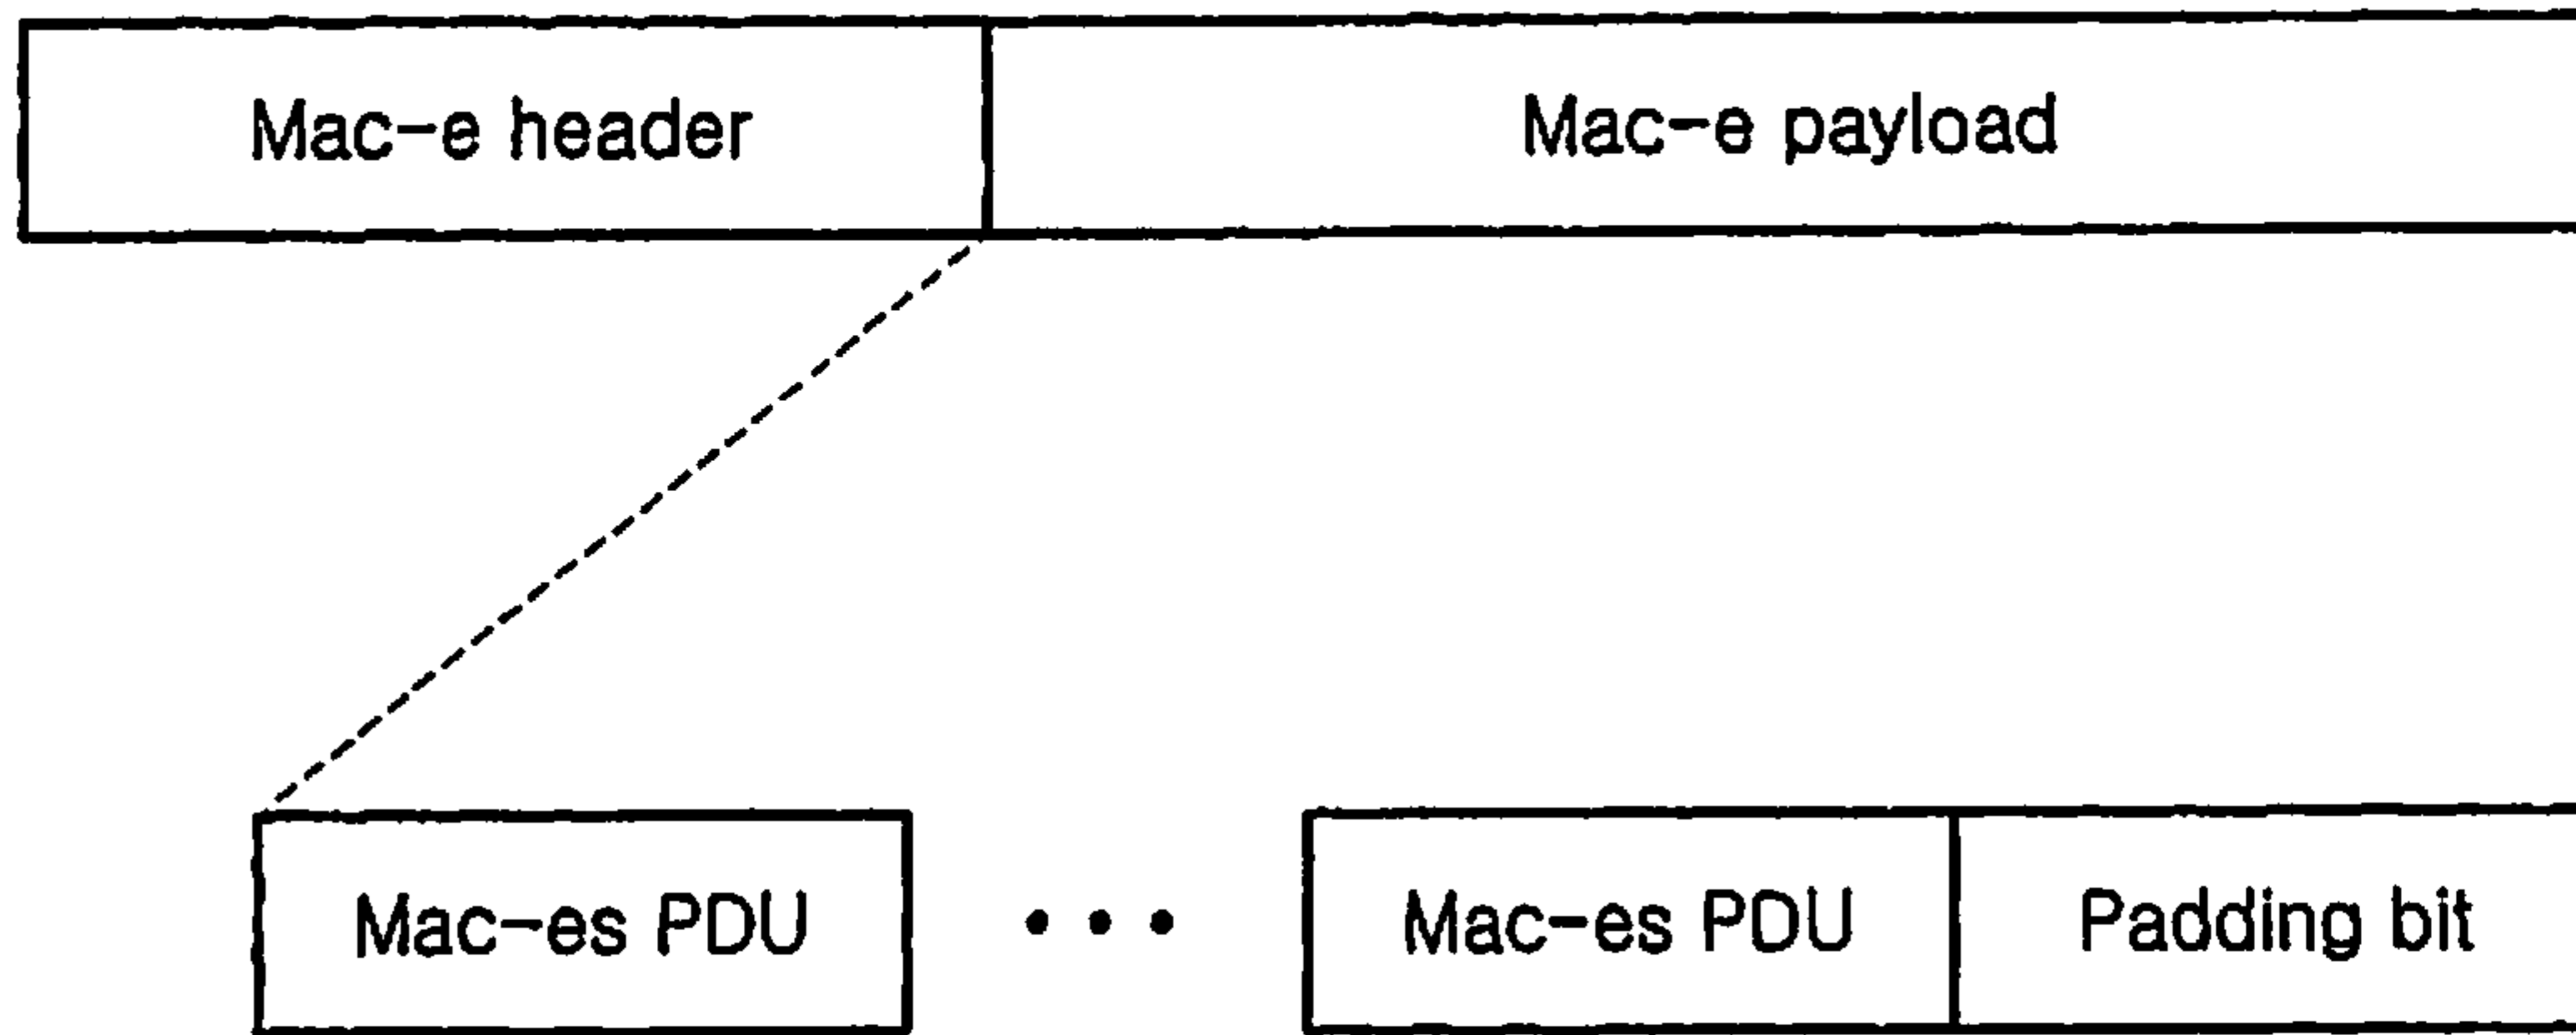 Mac-e header Mac-e payload
Mac-es PDU ••• Mac-es PDU Padding bit